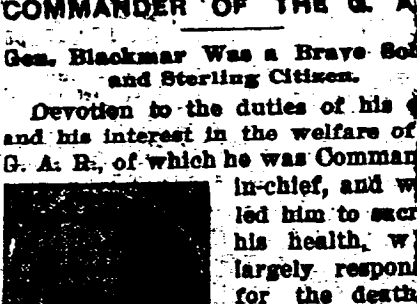 COMMANDER OF THE G. A
Gen. Blackmar Was a Brave Sol
and Sterling Citizen.
Devotion to the duties of his
and his interest in the welfare of
G. A. R., of which he was Comman
in-chief, and w
led him to sacr
his health, w
largely respon
for the death